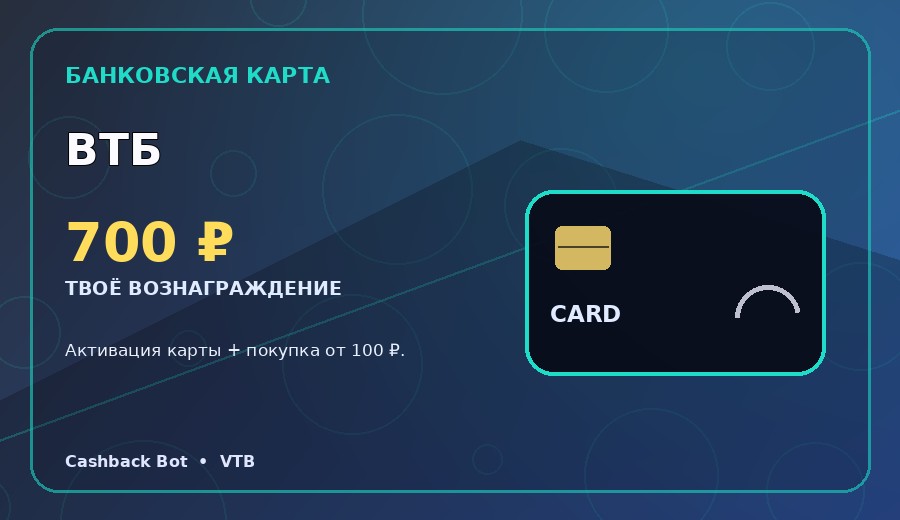 БАНКОВСКАЯ КАРТА
ВТБ
700 ₽
ТВОЁ ВОЗНАГРАЖДЕНИЕ
CARD
Активация карты + покупка от 100 ₽.
Cashback Bot • VTB